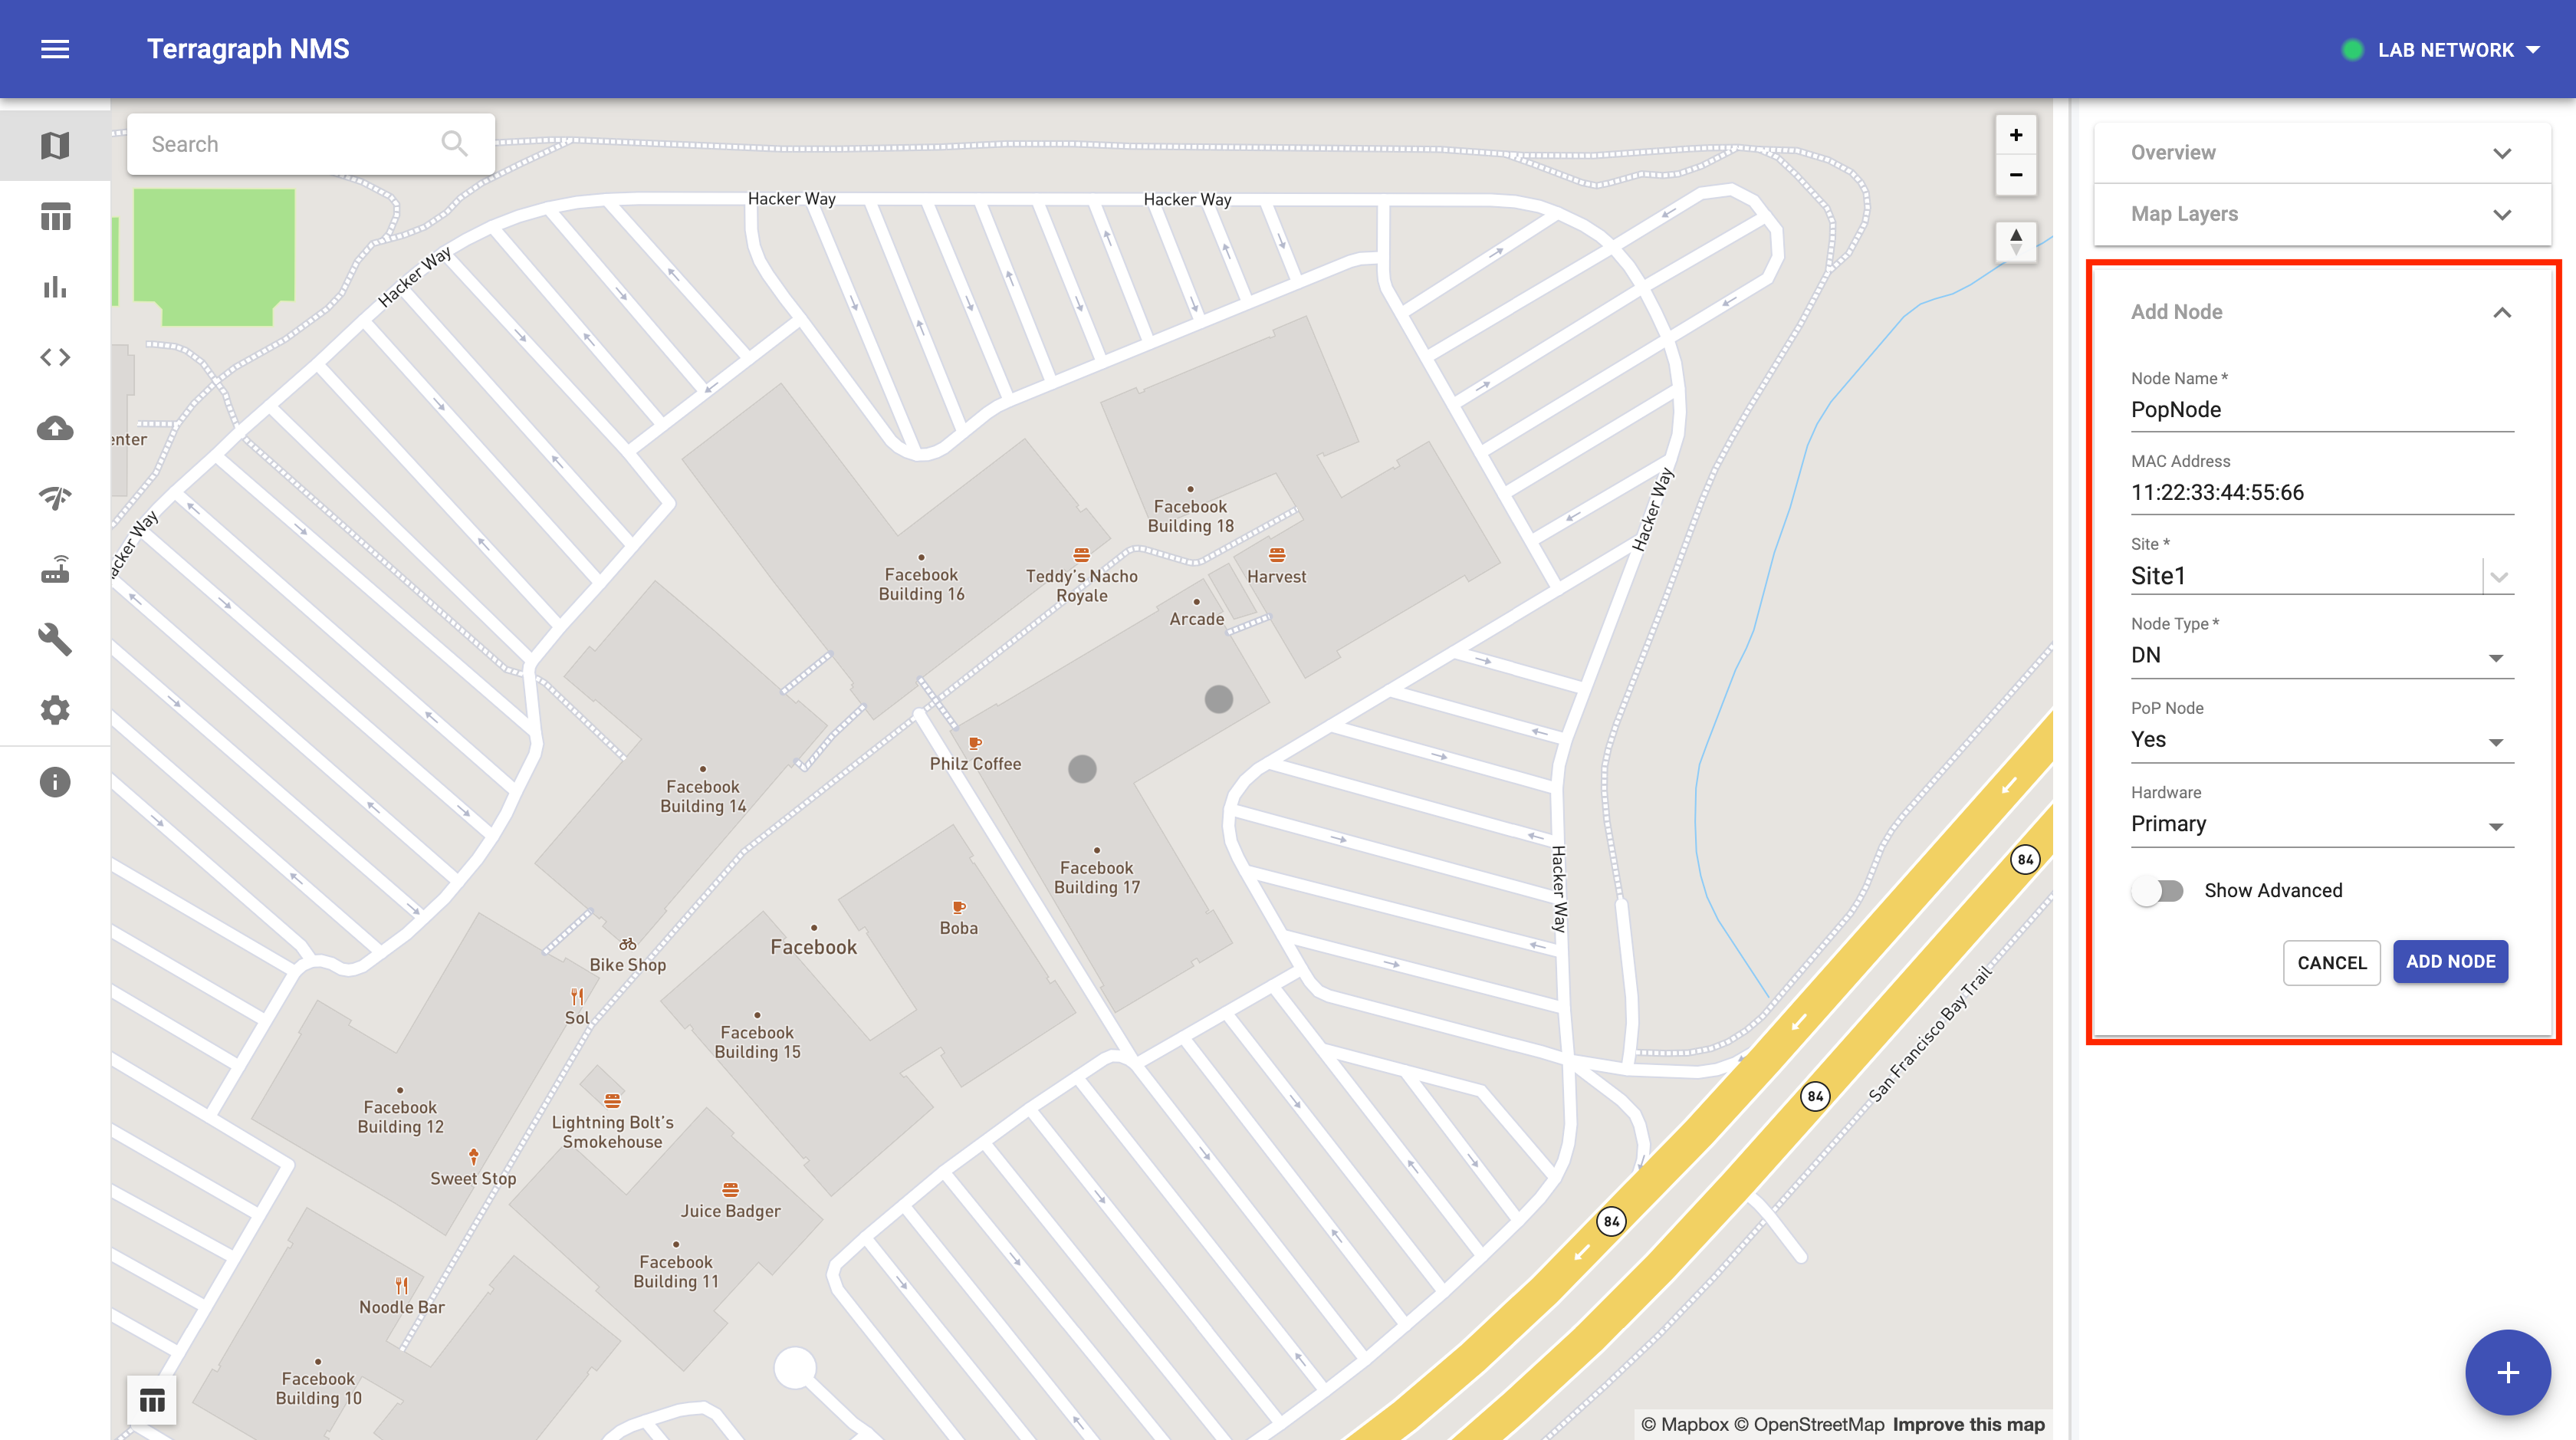 Terragraph NMS
LAB NETWORK
Search
Hacker Way
Hacker Way
Hacker Way
Hacker Way
Hacker Way
Hacker Way
enter
Facebook
Building 18
Facebook
Building 16
Teddy's Nacho
Royale
Harvest
Arcade
Philz Coffee
Facebook
Building 14
Facebook
Building 17
Boba
Facebook
Bike Shop
Sol
Facebook
Building 15
Facebook
Building 12
Lightning Bolt's
Smokehouse
Sweet Stop
Juice Badger
Facebook
Building 11
Noodle Bar
Facebook
Building 10
84
84
84
San Francisco Bay Trail
© Mapbox © OpenStreetMap Improve this map
Overview
Map Layers
Add Node
Node Name *
PopNode
MAC Address
11:22:33:44:55:66
Site *
Site1
Node Type *
DN
PoP Node
Yes
Hardware
Primary
Show Advanced
CANCEL
ADD NODE